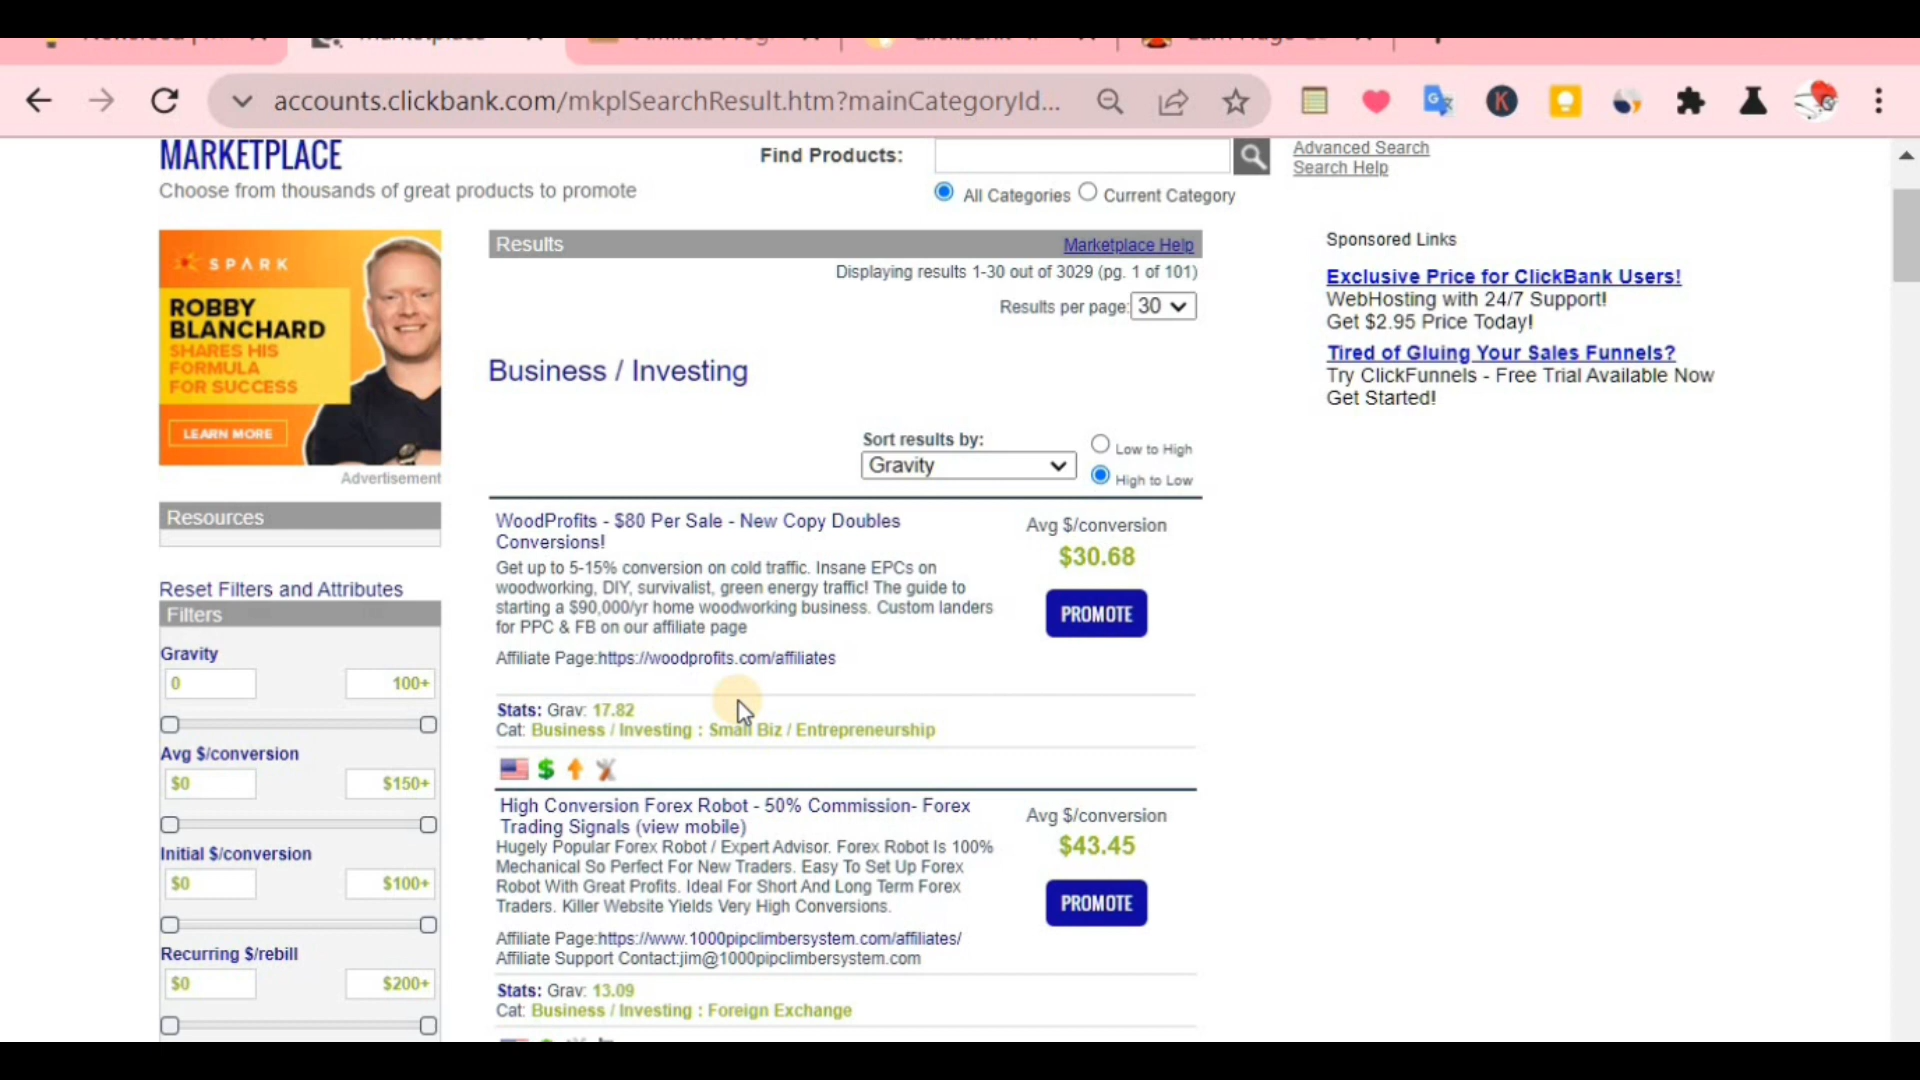 accounts.clickbank.com/mkplSearchResult.htm?mainCategoryId...
MARKETPLACE
Choose from thousands of great products to promote
Find Products:
Advanced Search
Search Help
All Categories
Current Category
SPARK
ROBBY
BLANCHARD
SHARES HIS
FORMULA
FOR SUCCESS
LEARN MORE
Advertisement
Resources
Reset Filters and Attributes
Filters
Gravity
0
100+
Avg $/conversion
$0
$150+
Initial $/conversion
$0
$100+
Recurring $/rebill
$0
$200+
Results
Marketplace Help
Displaying results 1-30 out of 3029 (pg. 1 of 101)
Results per page: 30
Business / Investing
Sort results by:
Gravity
Low to High
High to Low
WoodProfits - $80 Per Sale - New Copy Doubles
Conversions!
Get up to 5-15% conversion on cold traffic. Insane EPCs on
woodworking, DIY, survivalist, green energy traffic! The guide to
starting a $90,000/yr home woodworking business. Custom landers
for PPC & FB on our affiliate page
Affiliate Page:https://woodprofits.com/affiliates
Avg $/conversion
$30.68
PROMOTE
Stats: Grav: 17.82
Cat: Business / Investing : Small Biz / Entrepreneurship
High Conversion Forex Robot - 50% Commission- Forex
Trading Signals (view mobile)
Hugely Popular Forex Robot / Expert Advisor. Forex Robot Is 100%
Mechanical So Perfect For New Traders. Easy To Set Up Forex
Robot With Great Profits. Ideal For Short And Long Term Forex
Traders. Killer Website Yields Very High Conversions.
Affiliate Page:https://www.1000pipclimbersystem.com/affiliates/
Affiliate Support Contact:jim@1000pipclimbersystem.com
Avg $/conversion
$43.45
PROMOTE
Stats: Grav: 13.09
Cat: Business / Investing : Foreign Exchange
Sponsored Links
Exclusive Price for ClickBank Users!
WebHosting with 24/7 Support!
Get $2.95 Price Today!
Tired of Gluing Your Sales Funnels?
Try ClickFunnels - Free Trial Available Now
Get Started!